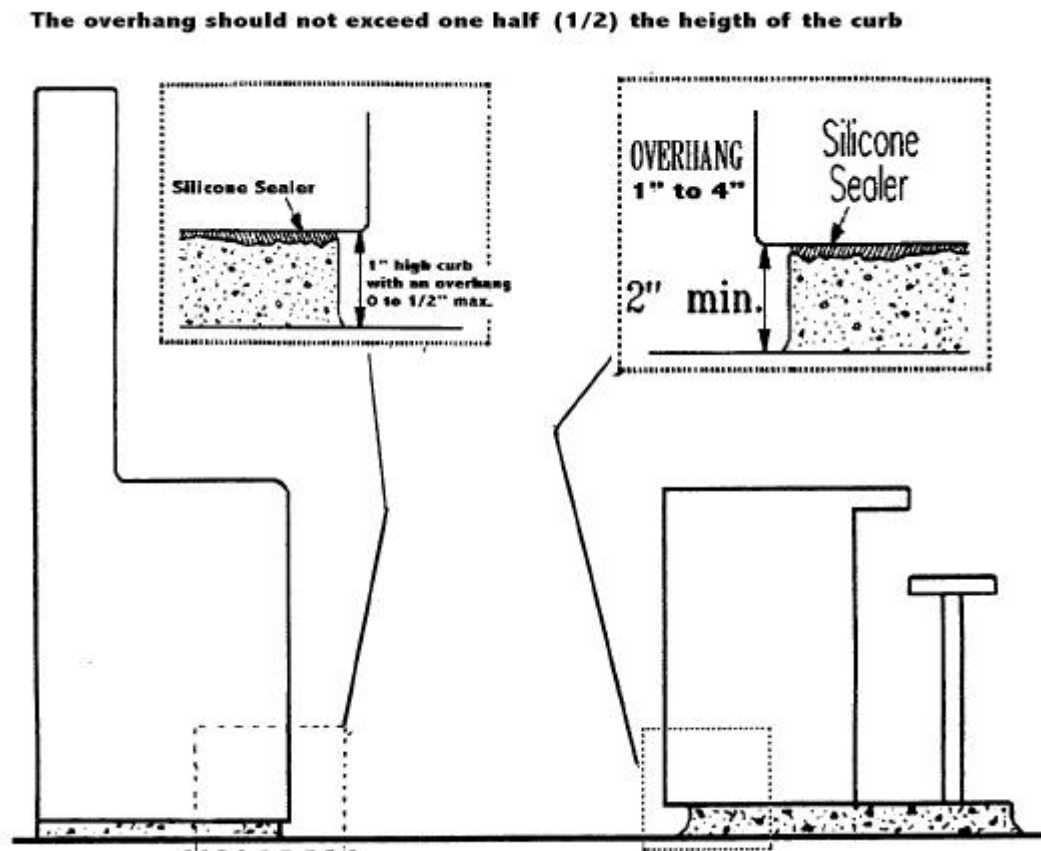 The overhang should not exceed one half (1/2) the heigth of the curb
Silicone Sealer
1" high curb
with an overhang
0 to 1/2" max.
OVERHANG
1" to 4"
Silicone
Sealer
2" min.